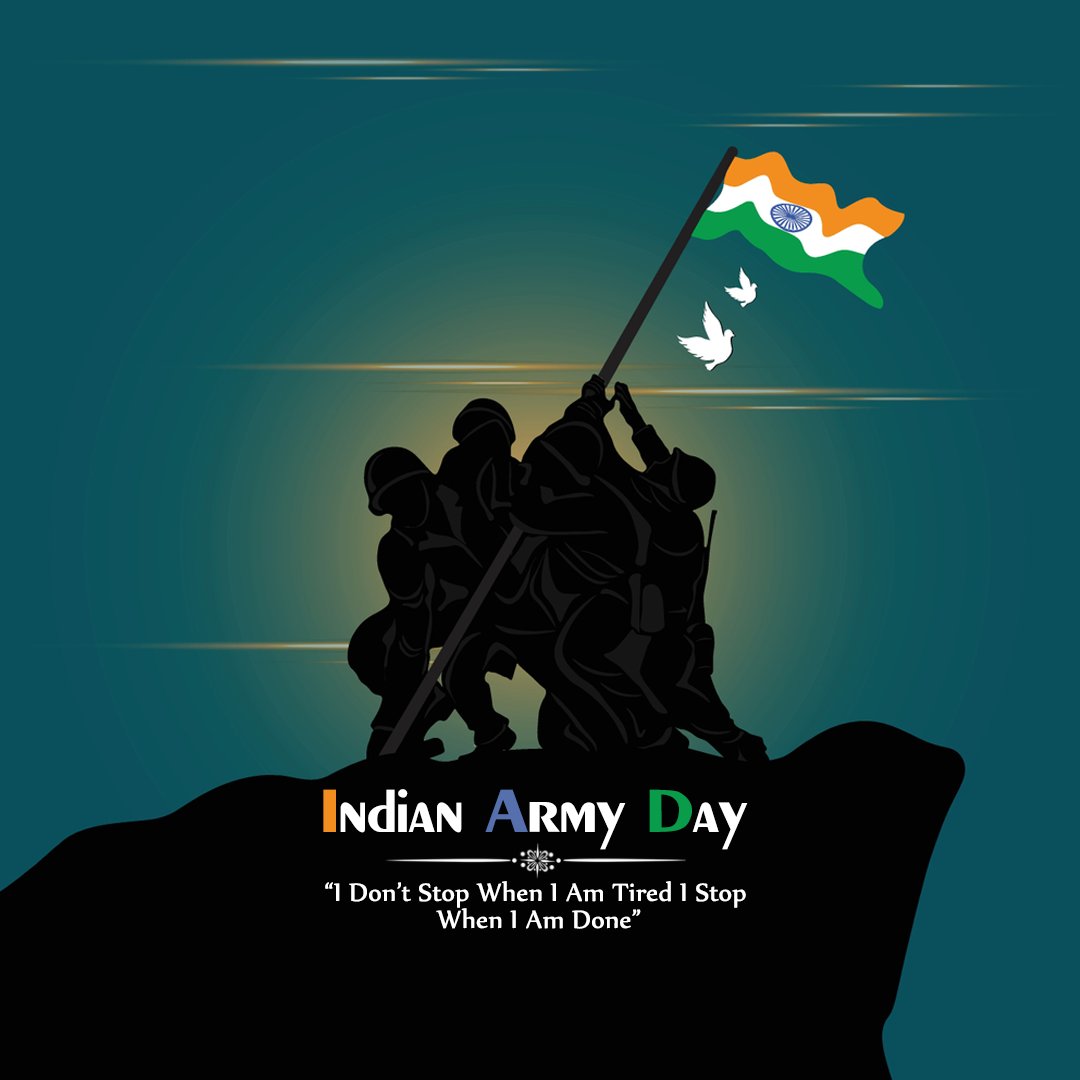 Indian Army Day
“I Don’t Stop When I Am Tired I Stop
When I Am Done”